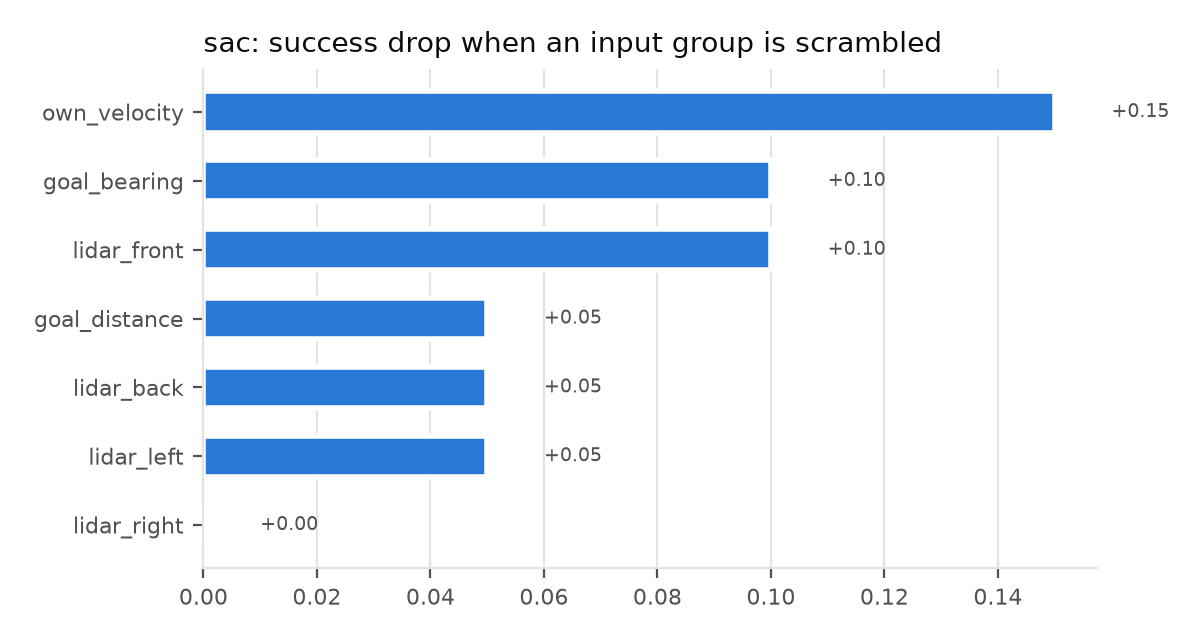 sac: success drop when an input group is scrambled
own_velocity +0.15
goal_bearing +0.10
lidar_front +0.10
goal_distance +0.05
lidar_back +0.05
lidar_left +0.05
lidar_right +0.00
0.00 0.02 0.04 0.06 0.08 0.10 0.12 0.14